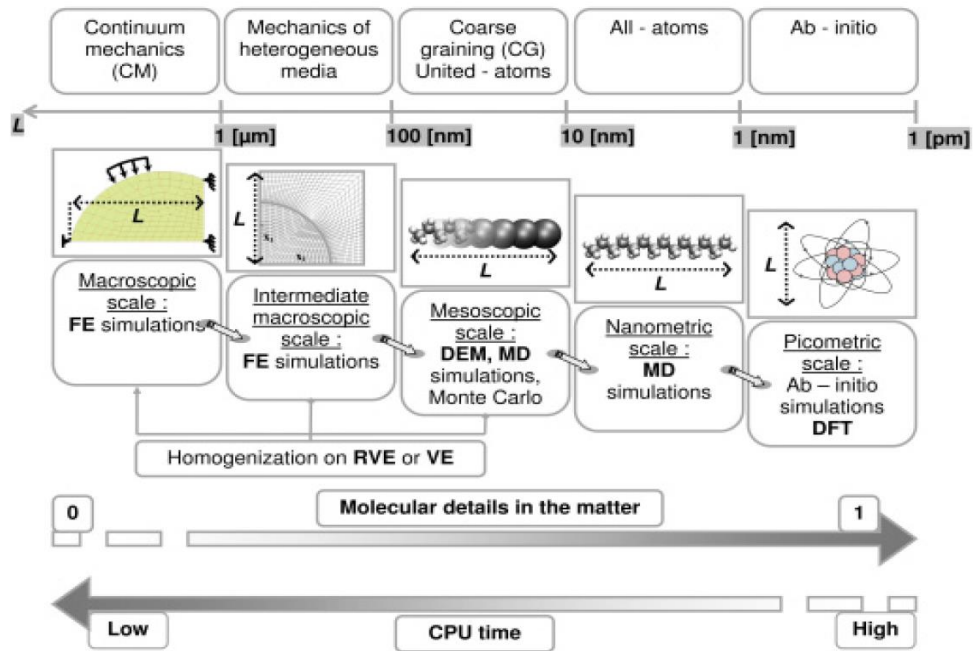 Continuum
mechanics
(CM)
Mechanics of
heterogeneous
media
Coarse
graining (CG)
United - atoms
All - atoms
Ab - initio
L
1 [µm]
100 [nm]
10 [nm]
1 [nm]
1 [pm]
L
L
x₁
x₂
L
L
L
Macroscopic
scale :
FE simulations
Intermediate
macroscopic
scale :
FE simulations
Mesoscopic
scale :
DEM, MD
simulations,
Monte Carlo
Nanometric
scale :
MD
simulations
Picometric
scale :
Ab – initio
simulations
DFT
Homogenization on RVE or VE
0
Molecular details in the matter
1
Low
CPU time
High